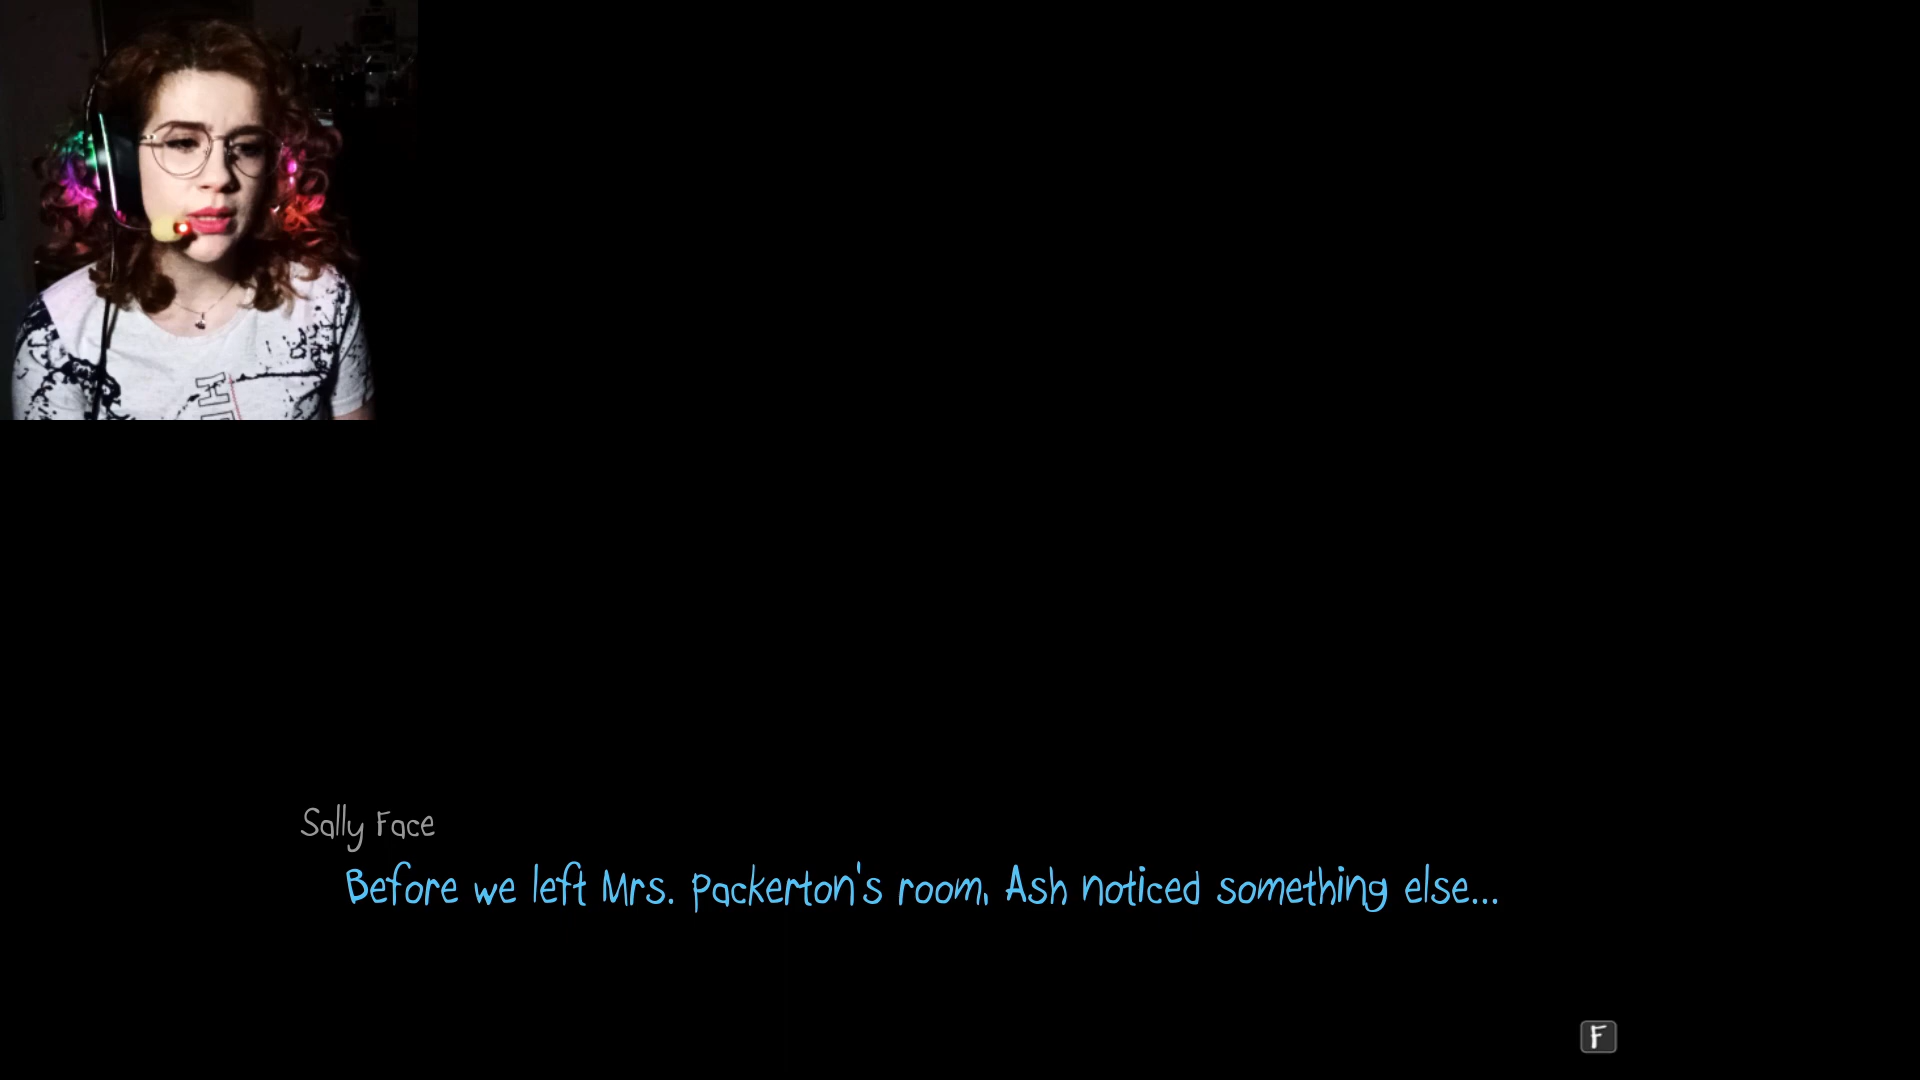 Sally Face
Before we left Mrs. Packerton's room, Ash noticed something else...
F